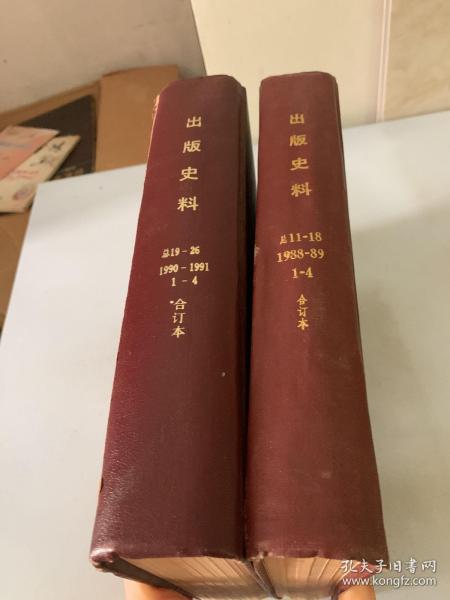 出版史料
总19-26
1990-1991
1-4
合订本
出版史料
总11-18
1988-89
1-4
合订本
孔夫子旧书网
www.kongfz.com